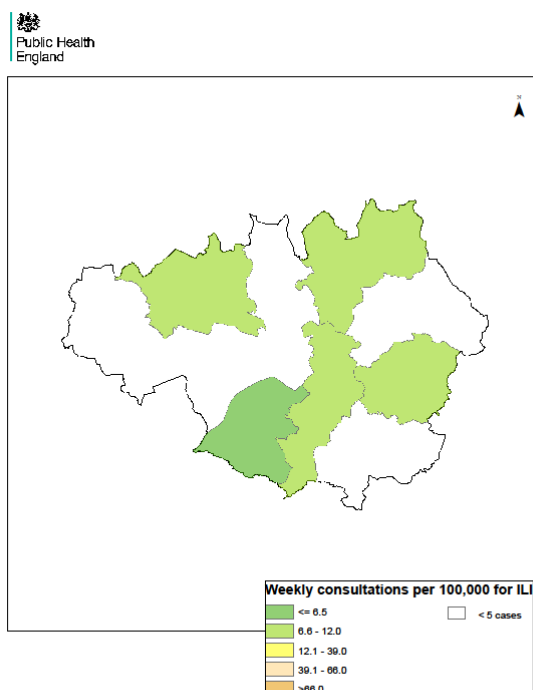 Public Health
England
N
Weekly consultations per 100,000 for ILI
<= 6.5
< 5 cases
6.6 - 12.0
12.1 - 39.0
39.1 - 66.0
>66.0